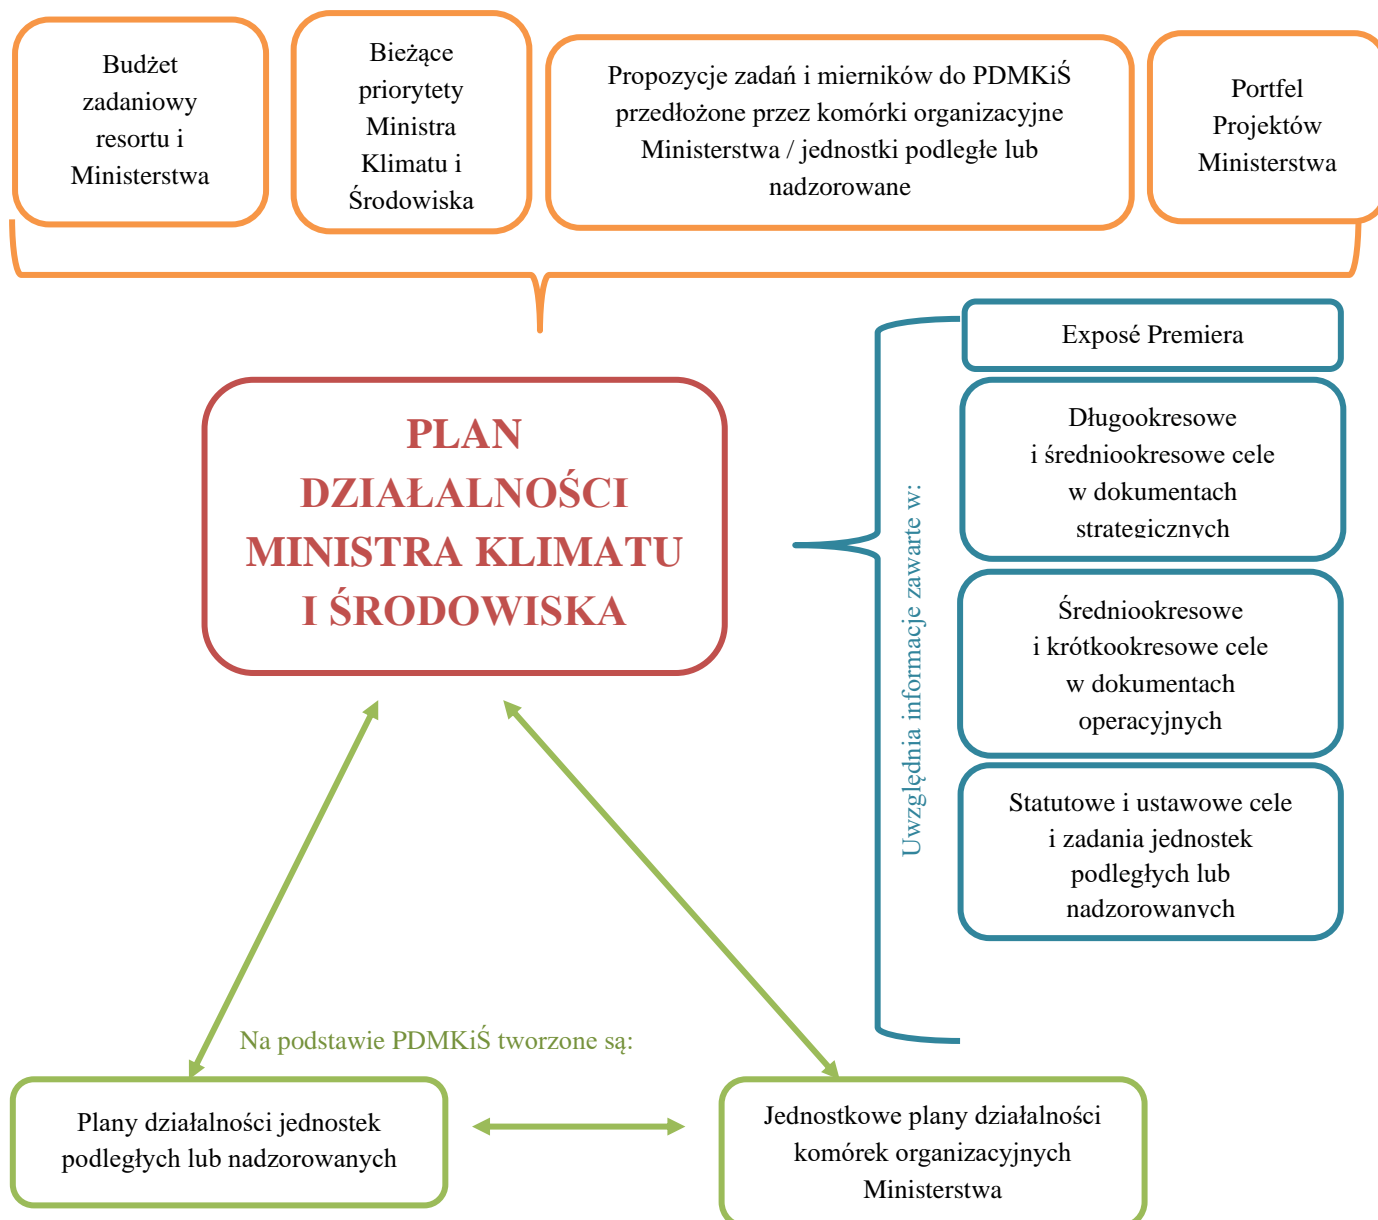 Budżet
zadaniowy
resortu i
Ministerstwa
Bieżące
priorytety
Ministra
Klimatu i
Środowiska
Propozycje zadań i mierników do PDMKiŚ
przedłożone przez komórki organizacyjne
Ministerstwa / jednostki podległe lub
nadzorowane
Portfel
Projektów
Ministerstwa
PLAN
DZIAŁALNOŚCI
MINISTRA KLIMATU
I ŚRODOWISKA
Uwzględnia informacje zawarte w:
Exposé Premiera
Długookresowe
i średniookresowe cele
w dokumentach
strategicznych
Średniookresowe
i krótkookresowe cele
w dokumentach
operacyjnych
Statutowe i ustawowe cele
i zadania jednostek
podległych lub
nadzorowanych
Na podstawie PDMKiŚ tworzone są:
Plany działalności jednostek
podległych lub nadzorowanych
Jednostkowe plany działalności
komórek organizacyjnych
Ministerstwa